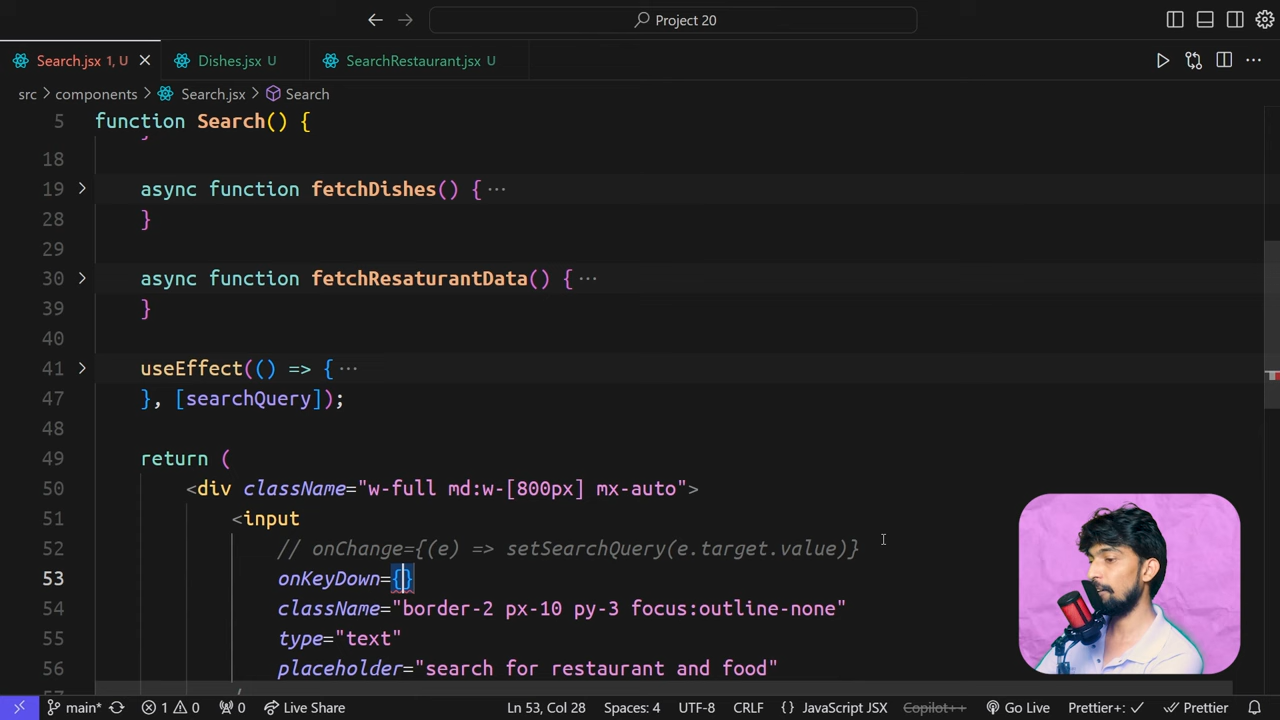 Project 20
Search.jsx 1, U
Dishes.jsx U
SearchRestaurant.jsx U
src > components > Search.jsx > Search
5 function Search() {
18
19 async function fetchDishes() { ···
28 }
29
30 async function fetchResaturantData() { ···
39 }
40
41 useEffect(() => { ···
47 }, [searchQuery]);
48
49 return (
50 <div className="w-full md:w-[800px] mx-auto">
51 <input
52 // onChange={(e) => setSearchQuery(e.target.value)}
53 onKeyDown={}
54 className="border-2 px-10 py-3 focus:outline-none"
55 type="text"
56 placeholder="search for restaurant and food"
main* 1 0 0 Live Share Ln 53, Col 28 Spaces: 4 UTF-8 CRLF {} JavaScript JSX Copilot++ Go Live Prettier+: Prettier